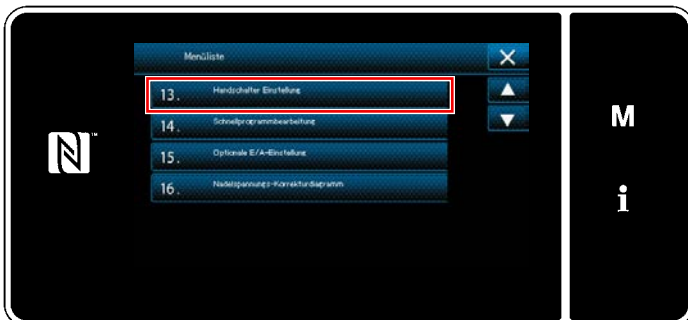 Menüliste
13. Handschalter Einstellung
14. Schnellprogrammbearbeitung
15. Optionale E/A-Einstellung
16. Nadelspannungs-Korrekturdiagramm
M
i